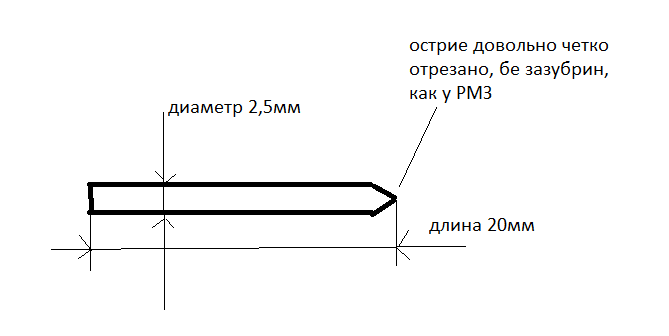 острие довольно четко
отрезано, бе зазубрин,
как у РМЗ
диаметр 2,5мм
длина 20мм